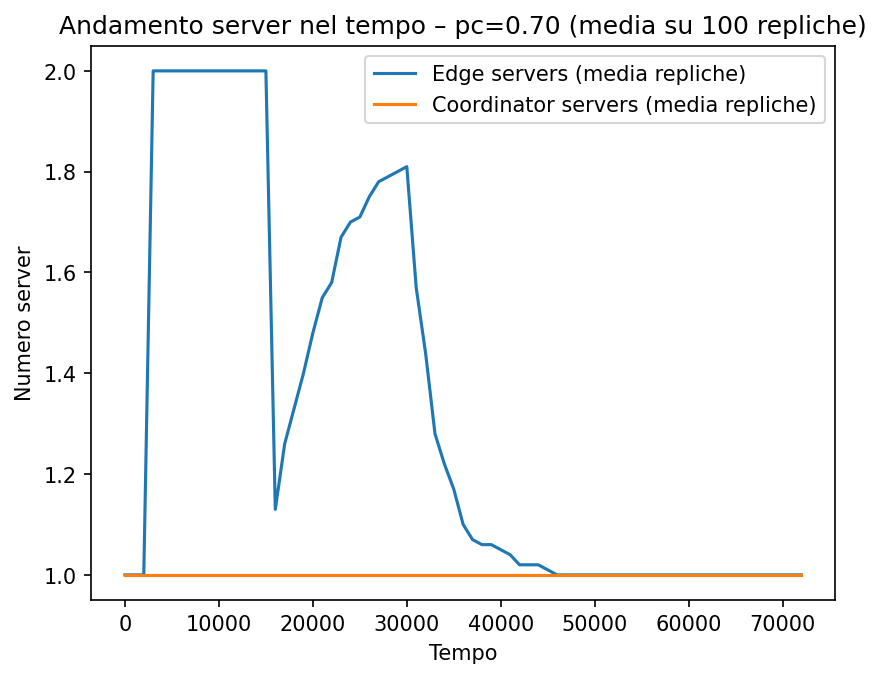 Andamento server nel tempo – pc=0.70 (media su 100 repliche)
Edge servers (media repliche)
Coordinator servers (media repliche)
Numero server
2.0
1.8
1.6
1.4
1.2
1.0
0 10000 20000 30000 40000 50000 60000 70000
Tempo